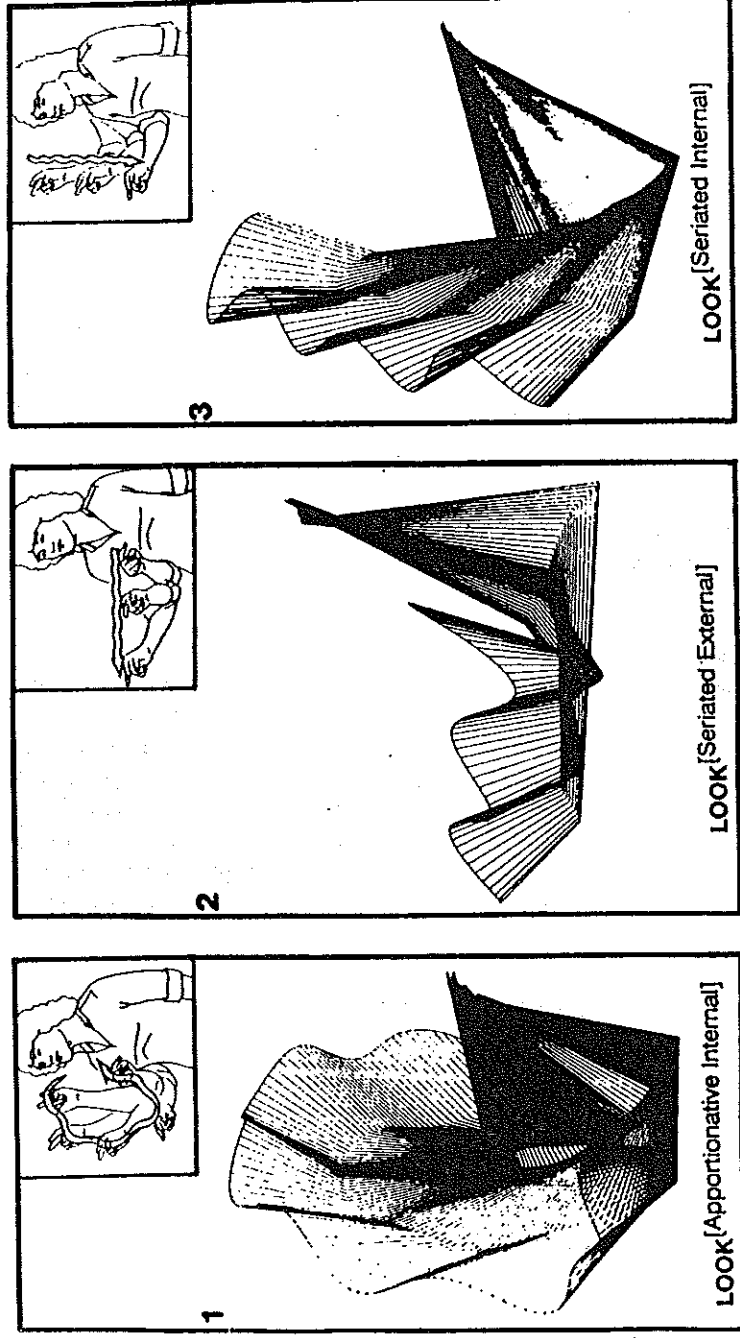 1
LOOK[Apportionative Internal]
2
LOOK[Seriated External]
3
LOOK[Seriated Internal]